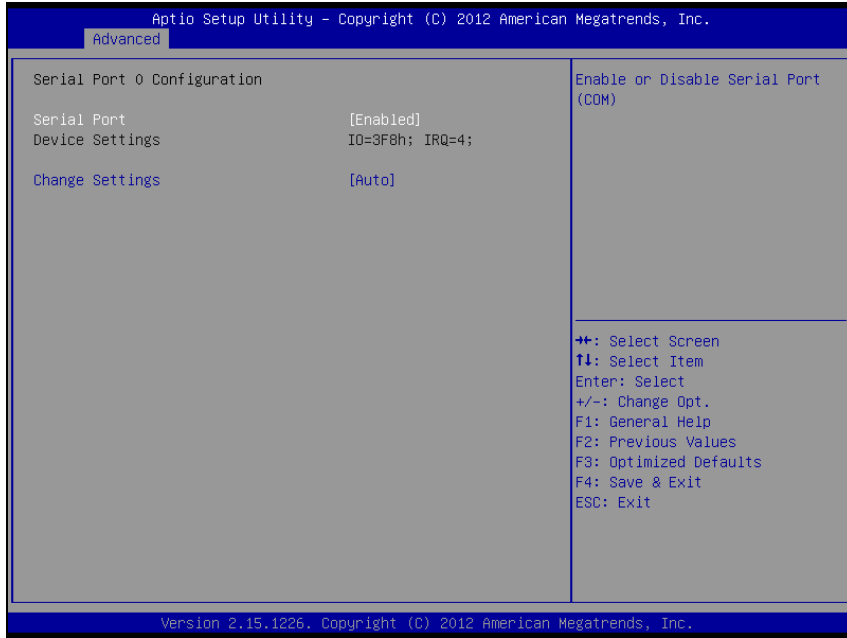 Aptio Setup Utility – Copyright (C) 2012 American Megatrends, Inc.
Advanced
Serial Port 0 Configuration
Serial Port [Enabled]
Device Settings IO=3F8h; IRQ=4;
Change Settings [Auto]
Enable or Disable Serial Port
(COM)
→←: Select Screen
↑↓: Select Item
Enter: Select
+/-: Change Opt.
F1: General Help
F2: Previous Values
F3: Optimized Defaults
F4: Save & Exit
ESC: Exit
Version 2.15.1226. Copyright (C) 2012 American Megatrends, Inc.